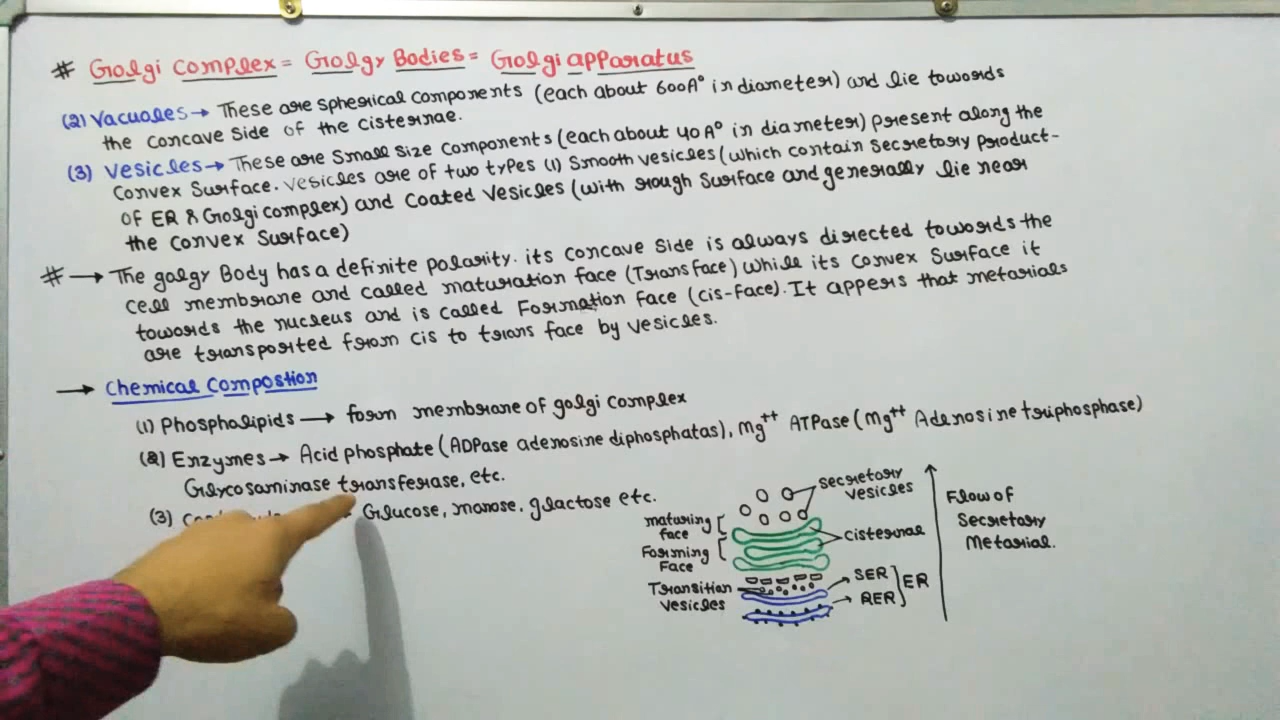 # Golgi Complex = Golgy Bodies = Golgi apparatus
(2) Vacuoles → These are spherical components (each about 600A° in diameter) and lie towards
the concave side of the cisternae.
(3) Vesicles → These are small size components (each about 40A° in diameter) present along the
Convex Surface. Vesicles are of two types (1) Smooth vesicles (which contain secretory product-
of ER & Golgi complex) and Coated Vesicles (with rough Surface and generally lie near
the convex Surface)
# → The golgy Body has a definite polarity. its concave side is always directed towards the
cell membrane and called maturation face (Trans face) while its convex Surface it
towards the nucleus and is called Formation face (cis-face). It appers that metarials
are transported from cis to trans face by vesicles.
→ Chemical Compostion
(1) Phospholipids → form membrane of golgi complex
(2) Enzymes → Acid phosphate (ADPase adenosine diphosphatas), Mg++ ATPase (Mg++ Adenosine triphosphase)
Glycosaminase transferase, etc.
(3) Glucose, manose, glactose etc.
secretory
vesicles
maturing
face
Cisternal
Forming
Face
Transition
vesicles
SER
RER
ER
Flow of
Secretary
Metarial.